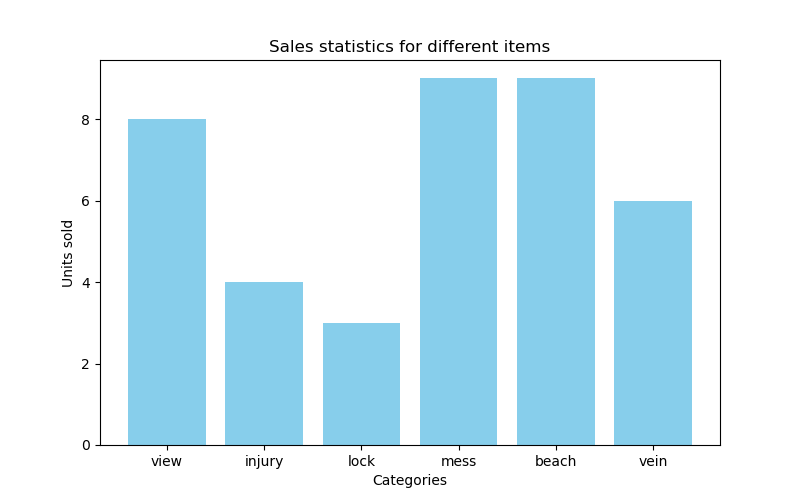 Sales statistics for different items
Units sold
8
6
4
2
0
view injury lock mess beach vein
Categories